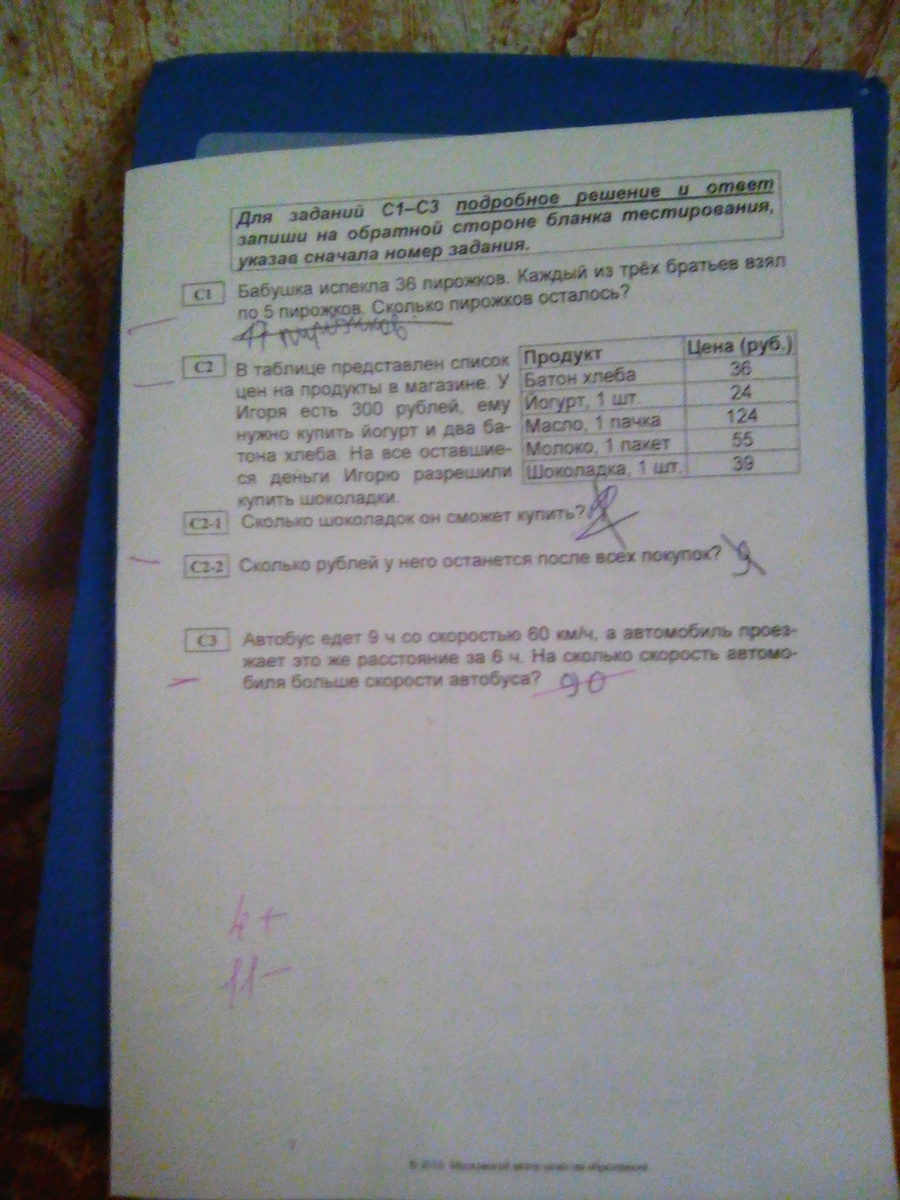 Для заданий С1–С3 подробное решение и ответ
запиши на обратной стороне бланка тестирования,
указав сначала номер задания.
С1 Бабушка испекла 36 пирожков. Каждый из трёх братьев взял
по 5 пирожков. Сколько пирожков осталось?
пирожков
С2 В таблице представлен список
цен на продукты в магазине. У
Игоря есть 300 рублей, ему
нужно купить йогурт и два ба-
тона хлеба. На все оставшие-
ся деньги Игорю разрешили
купить шоколадки.
Продукт Цена (руб.)
Батон хлеба 36
Йогурт, 1 шт. 24
Масло, 1 пачка 124
Молоко, 1 пакет 55
Шоколадка, 1 шт. 39
С2-1 Сколько шоколадок он сможет купить?
С2-2 Сколько рублей у него останется после всех покупок? 9
С3 Автобус едет 9 ч со скоростью 60 км/ч, а автомобиль проез-
жает это же расстояние за 6 ч. На сколько скорость автомо-
биля больше скорости автобуса? 90
4+
11-